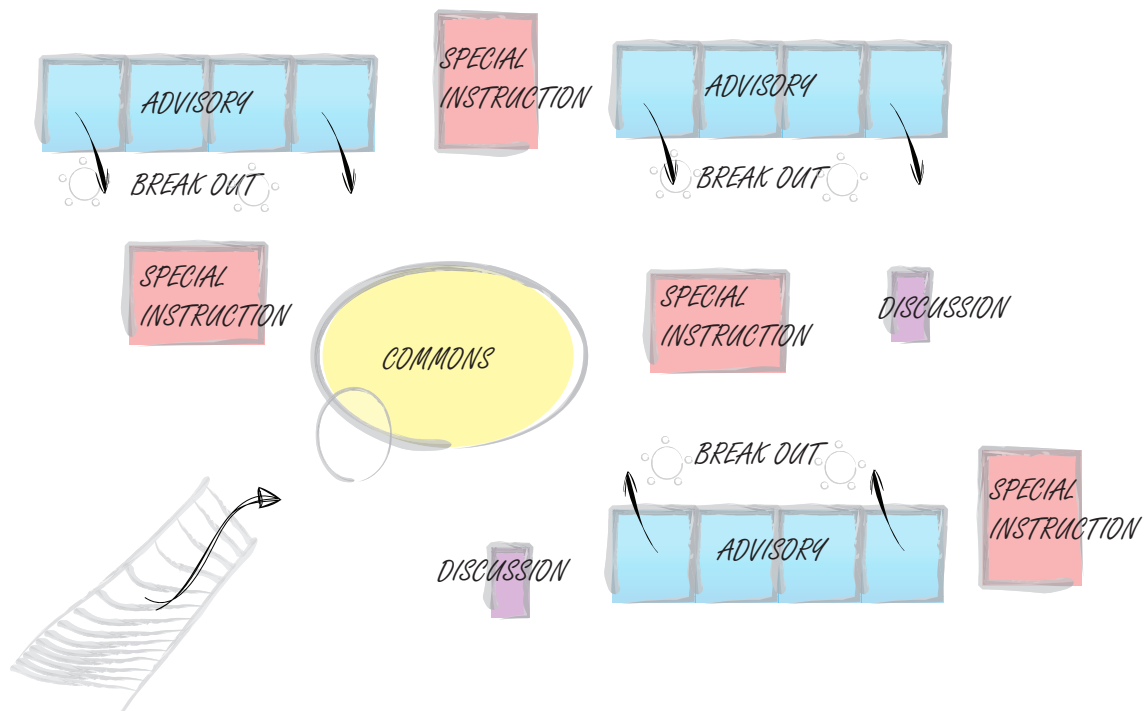 SPECIAL
INSTRUCTION
ADVISORY
ADVISORY
BREAK OUT
BREAK OUT
SPECIAL
INSTRUCTION
COMMONS
SPECIAL
INSTRUCTION
DISCUSSION
BREAK OUT
SPECIAL
INSTRUCTION
ADVISORY
DISCUSSION